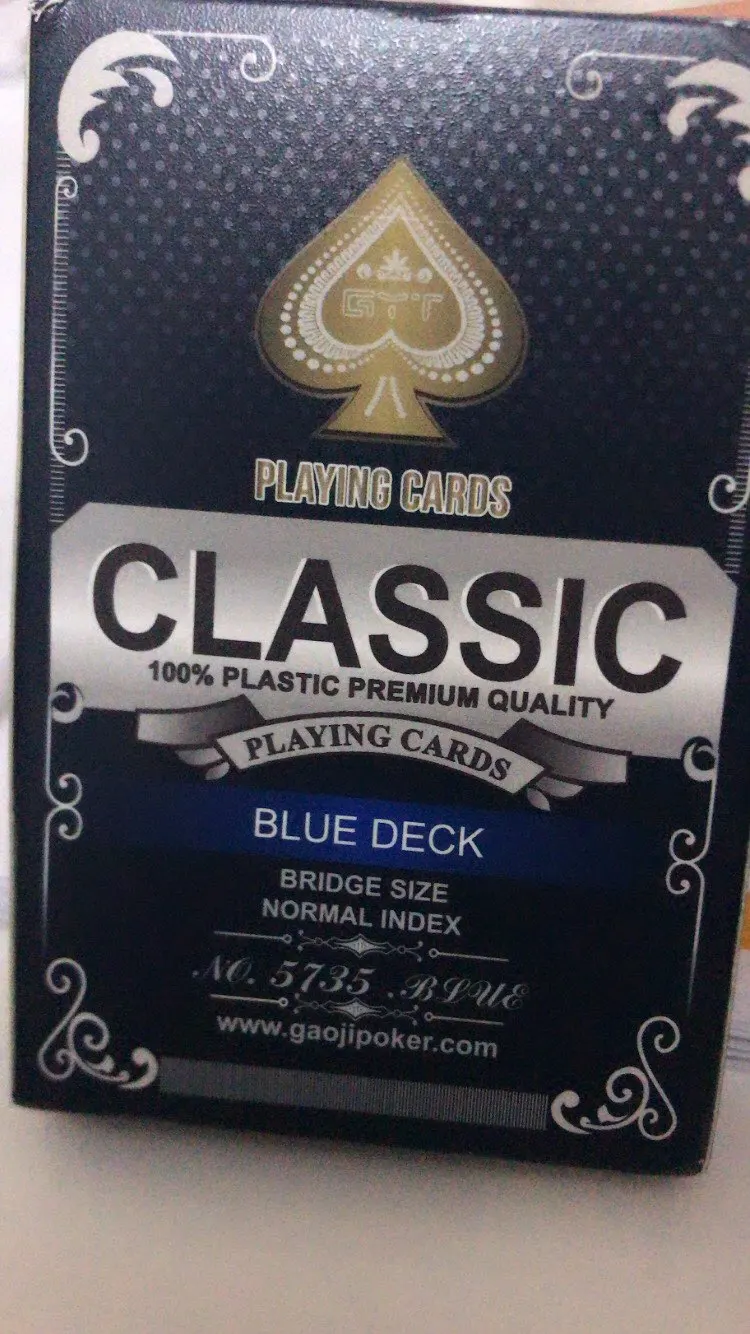 GYT
PLAYING CARDS
CLASSIC
100% PLASTIC PREMIUM QUALITY
PLAYING CARDS
BLUE DECK
BRIDGE SIZE
NORMAL INDEX
NO. 5735 .BLUE
www.gaojipoker.com